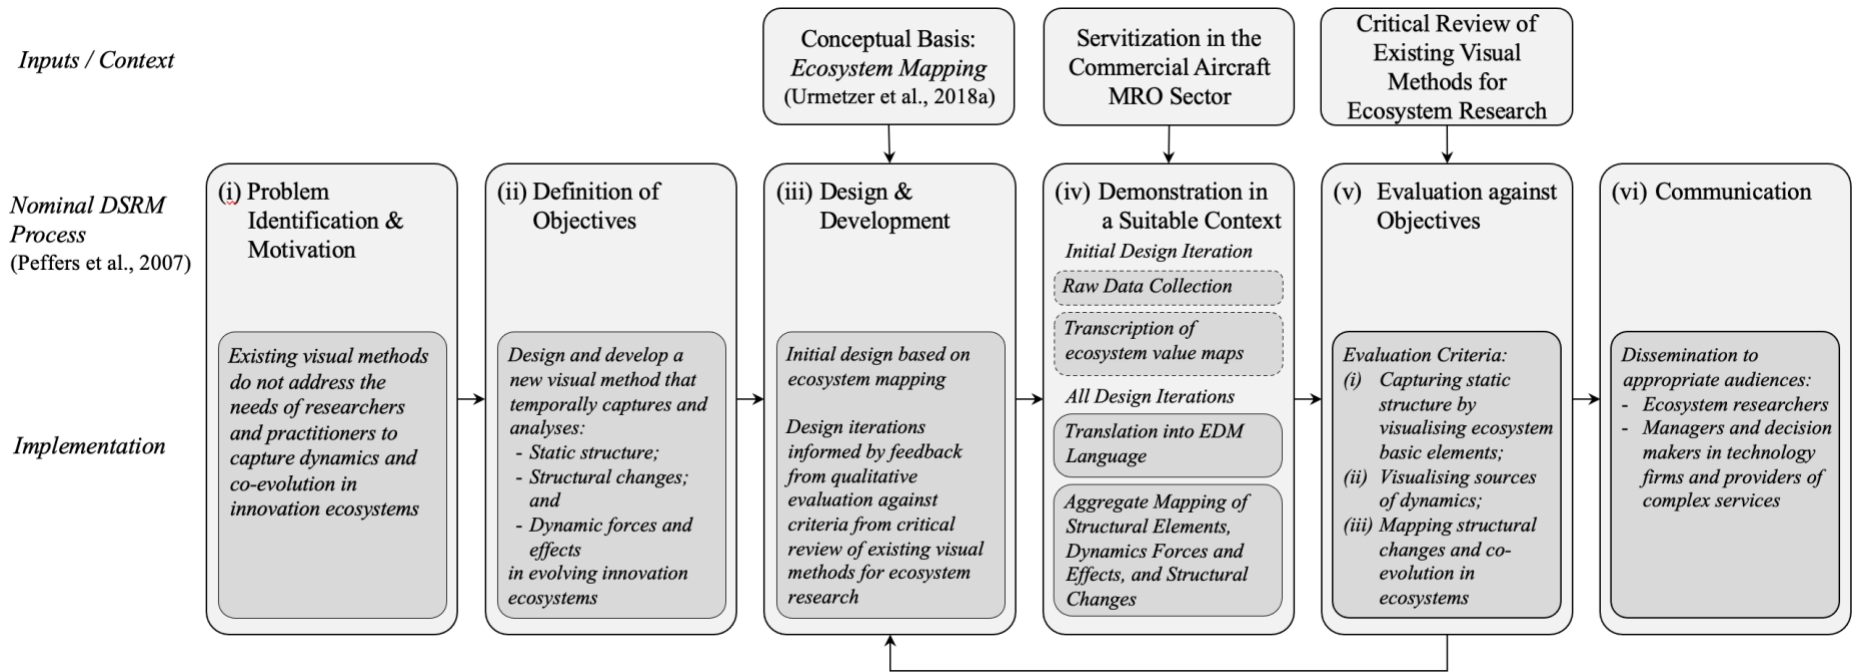 Inputs / Context
Conceptual Basis:
Ecosystem Mapping
(Urmetzer et al., 2018a)
Servitization in the
Commercial Aircraft
MRO Sector
Critical Review of
Existing Visual
Methods for
Ecosystem Research
Nominal DSRM
Process
(Peffers et al., 2007)
(i) Problem
Identification &
Motivation
(ii) Definition of
Objectives
(iii) Design &
Development
(iv) Demonstration in
a Suitable Context
Initial Design Iteration
Raw Data Collection
Transcription of
ecosystem value maps
All Design Iterations
Translation into EDM
Language
Aggregate Mapping of
Structural Elements,
Dynamics Forces and
Effects, and Structural
Changes
(v) Evaluation against
Objectives
(vi) Communication
Implementation
Existing visual methods
do not address the
needs of researchers
and practitioners to
capture dynamics and
co-evolution in
innovation ecosystems
Design and develop a
new visual method that
temporally captures and
analyses:
- Static structure;
- Structural changes;
and
- Dynamic forces and
effects
in evolving innovation
ecosystems
Initial design based on
ecosystem mapping
Design iterations
informed by feedback
from qualitative
evaluation against
criteria from critical
review of existing visual
methods for ecosystem
research
Evaluation Criteria:
(i) Capturing static
structure by
visualising ecosystem
basic elements;
(ii) Visualising sources
of dynamics;
(iii) Mapping structural
changes and co-
evolution in
ecosystems
Dissemination to
appropriate audiences:
- Ecosystem researchers
- Managers and decision
makers in technology
firms and providers of
complex services